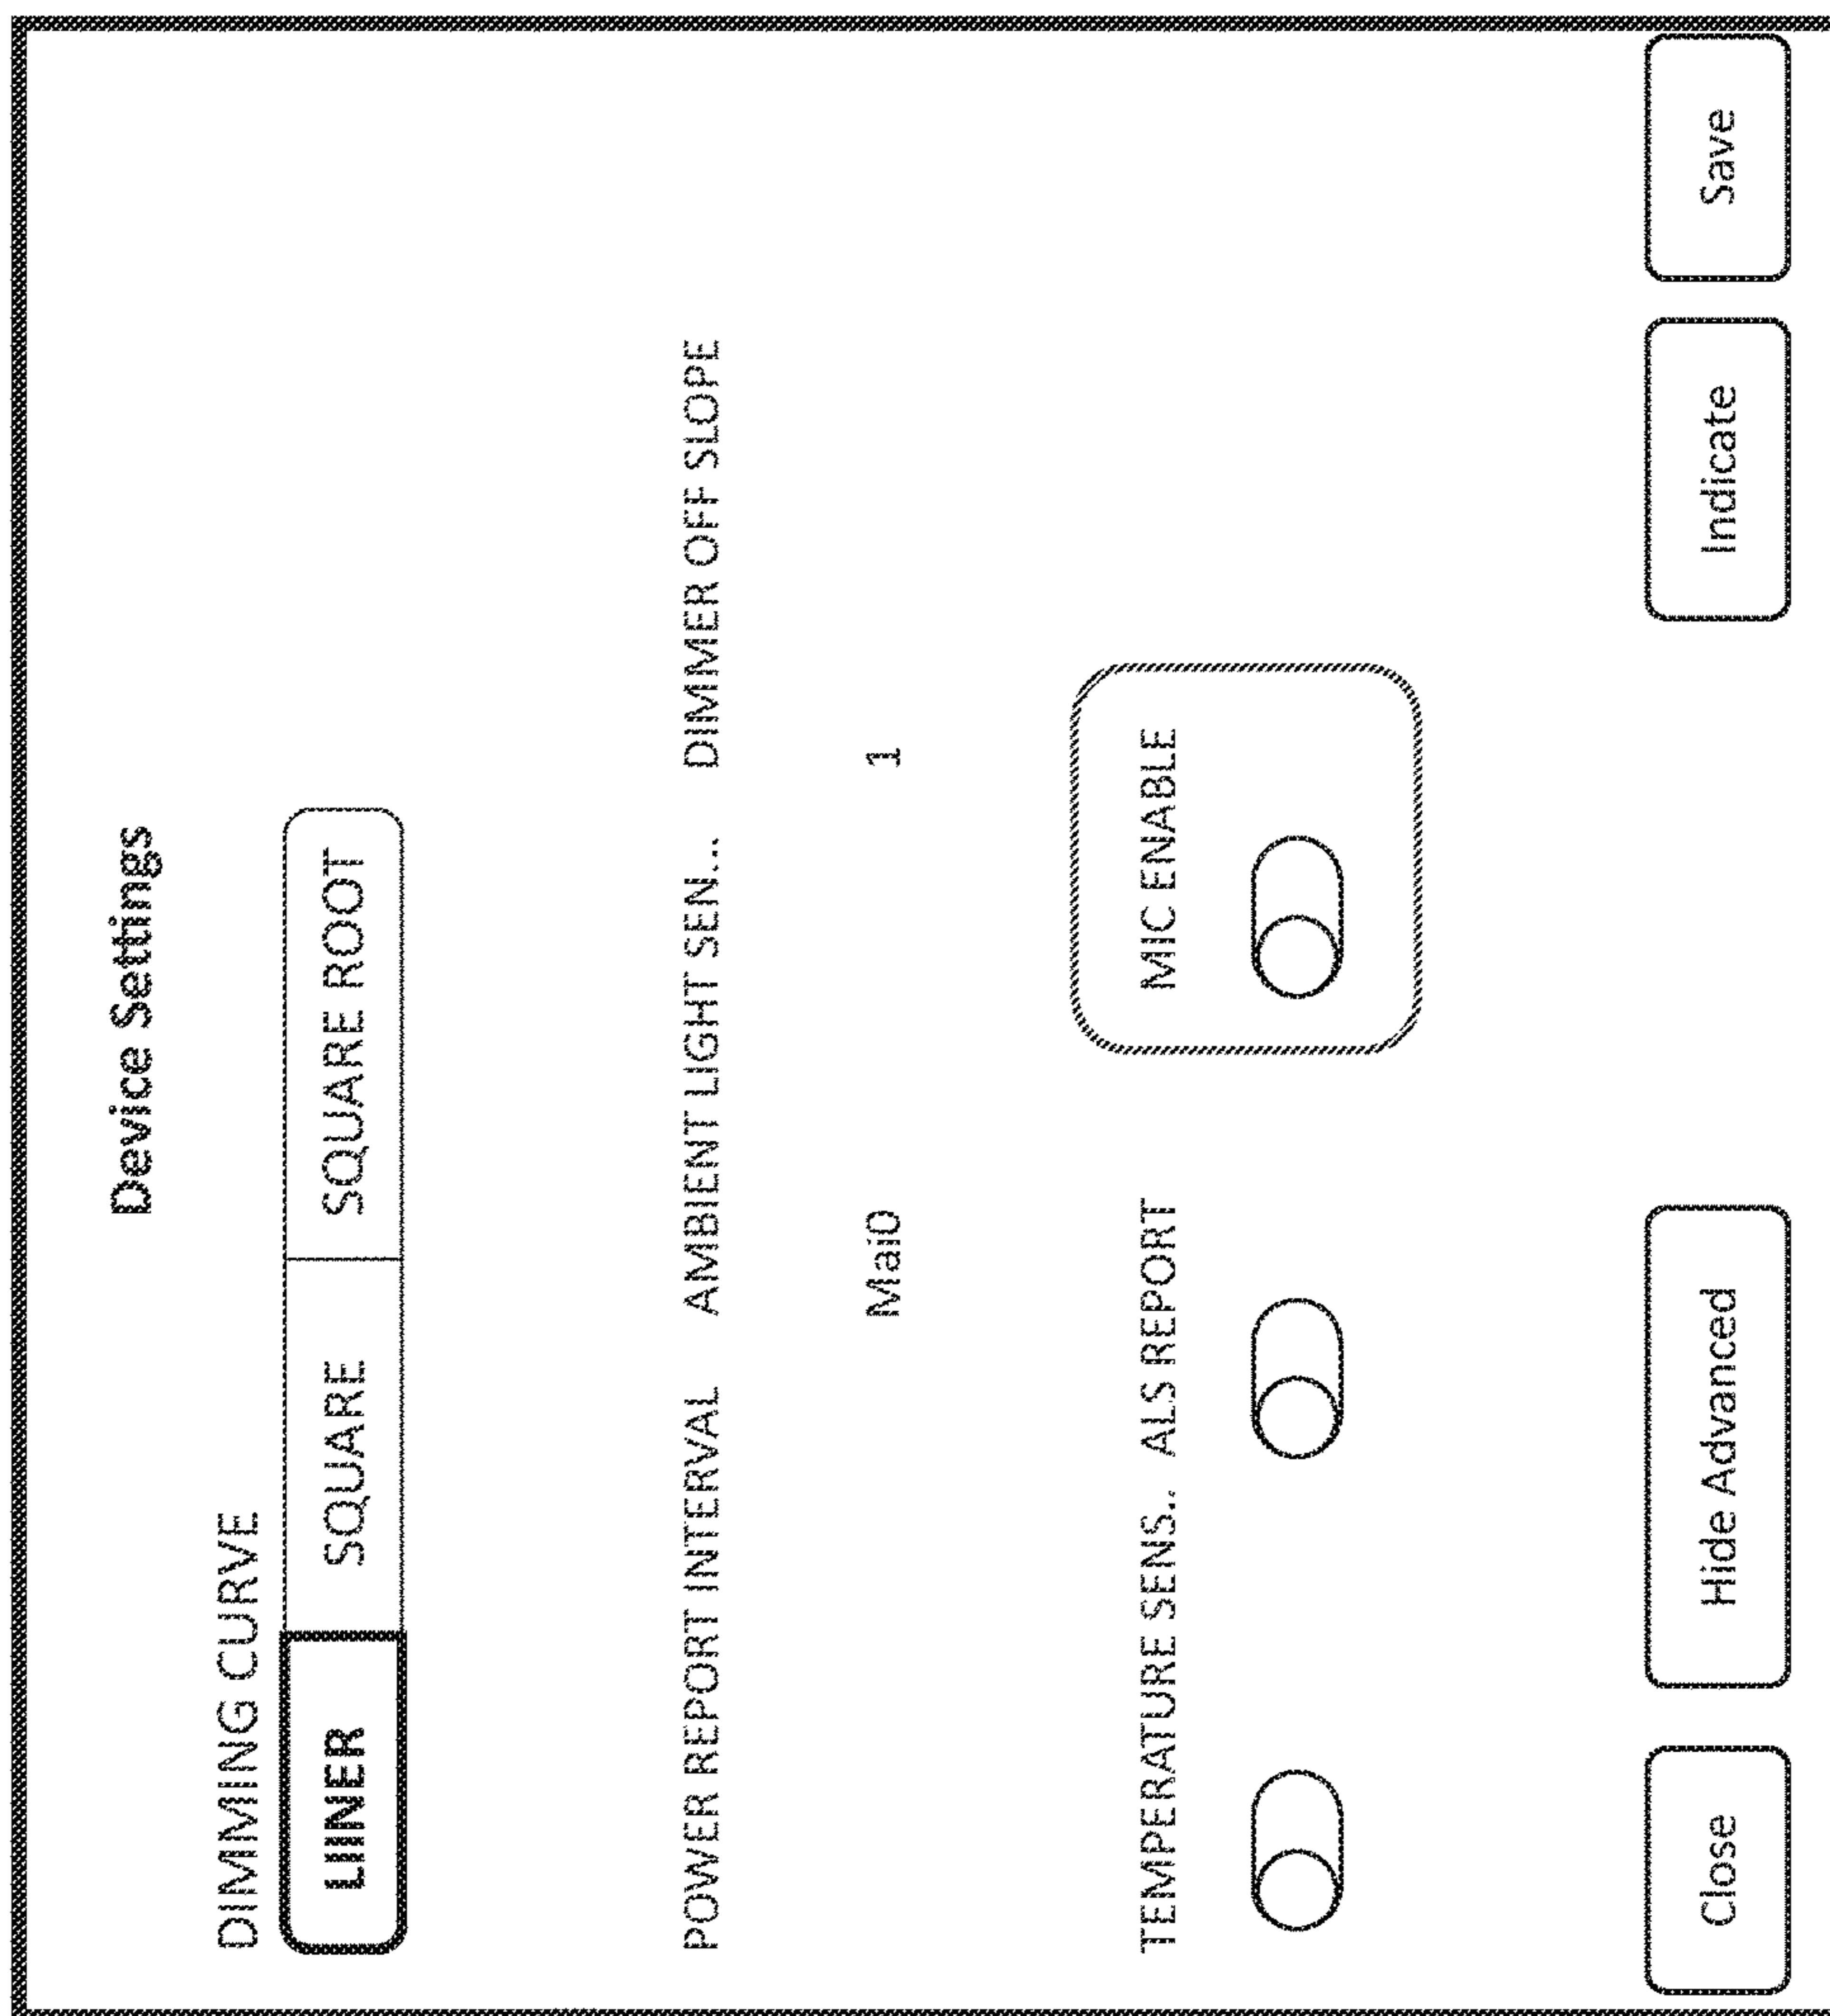 Device Settings
DIMMING CURVE
LIINER SQUARE SQUARE ROOT
POWER REPORT INTERVAL AMBIENT LIGHT SEN... DIMMER OFF SLOPE
Mai0 1
TEMPERATURE SENS.. ALS REPORT MIC ENABLE
Close Hide Advanced Indicate Save